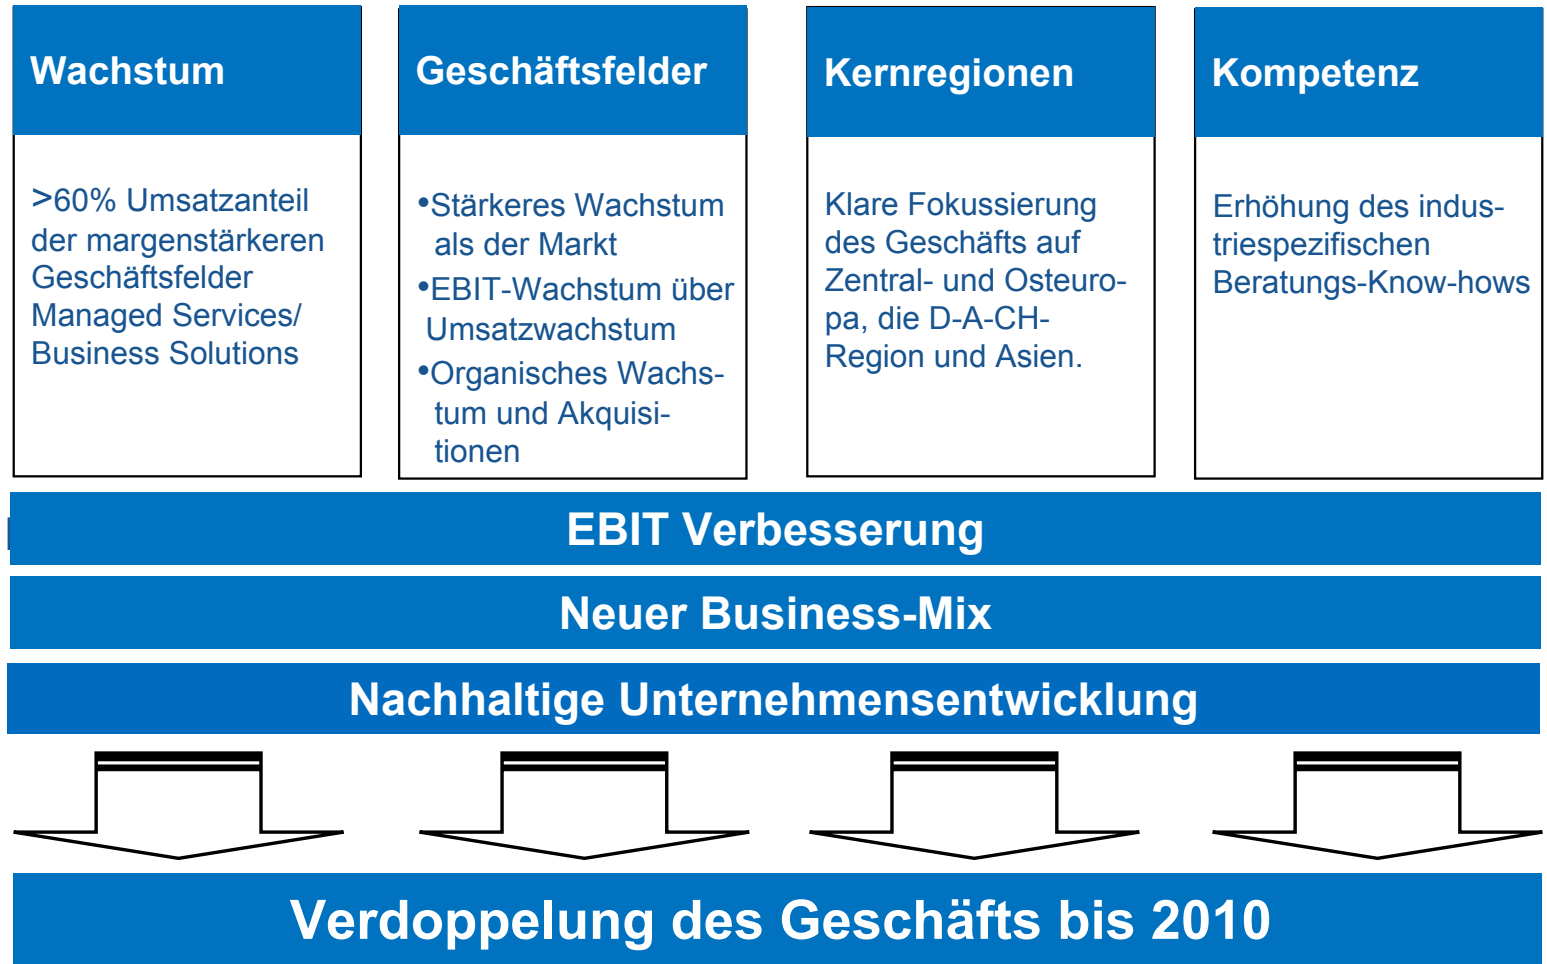 Wachstum
>60% Umsatzanteil
der margenstärkeren
Geschäftsfelder
Managed Services/
Business Solutions
Geschäftsfelder
•Stärkeres Wachstum
als der Markt
•EBIT-Wachstum über
Umsatzwachstum
•Organisches Wachs-
tum und Akquisi-
tionen
Kernregionen
Klare Fokussierung
des Geschäfts auf
Zentral- und Osteuro-
pa, die D-A-CH-
Region und Asien.
Kompetenz
Erhöhung des indus-
triespezifischen
Beratungs-Know-hows
EBIT Verbesserung
Neuer Business-Mix
Nachhaltige Unternehmensentwicklung
Verdoppelung des Geschäfts bis 2010